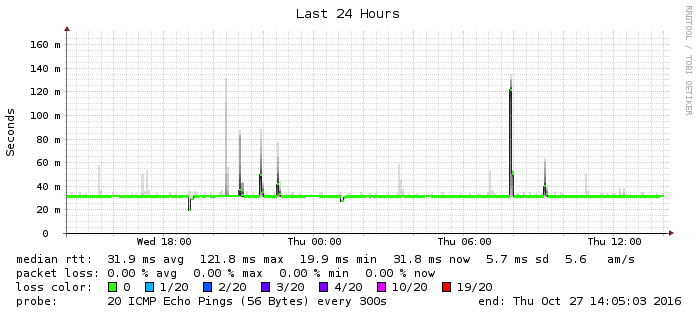 Last 24 Hours
RRDTOOL / TOBI OETIKER
Seconds
160 m
140 m
120 m
100 m
80 m
60 m
40 m
20 m
0
Wed 18:00 Thu 00:00 Thu 06:00 Thu 12:00
median rtt: 31.9 ms avg 121.8 ms max 19.9 ms min 31.8 ms now 5.7 ms sd 5.6 am/s
packet loss: 0.00 % avg 0.00 % max 0.00 % min 0.00 % now
loss color: 0 1/20 2/20 3/20 4/20 10/20 19/20
probe: 20 ICMP Echo Pings (56 Bytes) every 300s end: Thu Oct 27 14:05:03 2016